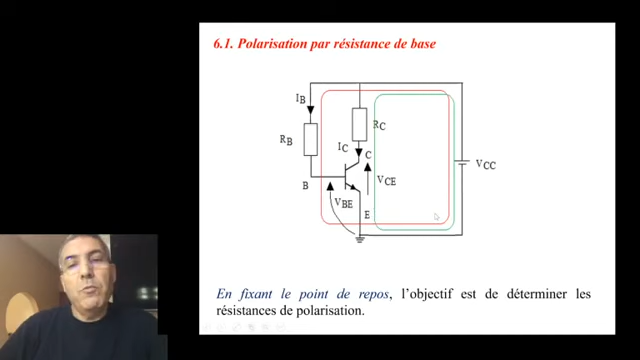 6.1. Polarisation par résistance de base
IB
RB
RC
IC
C
VCC
B
VCE
VBE
E
En fixant le point de repos, l'objectif est de déterminer les
résistances de polarisation.